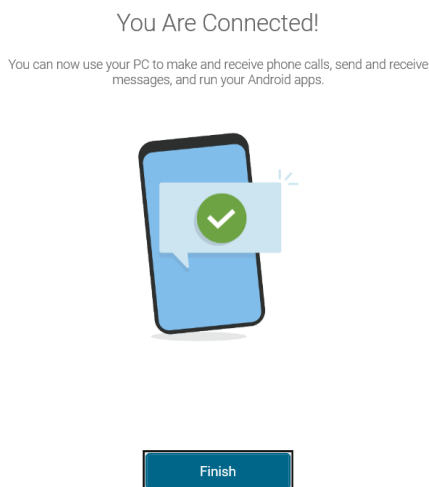 You Are Connected!
You can now use your PC to make and receive phone calls, send and receive
messages, and run your Android apps.
Finish